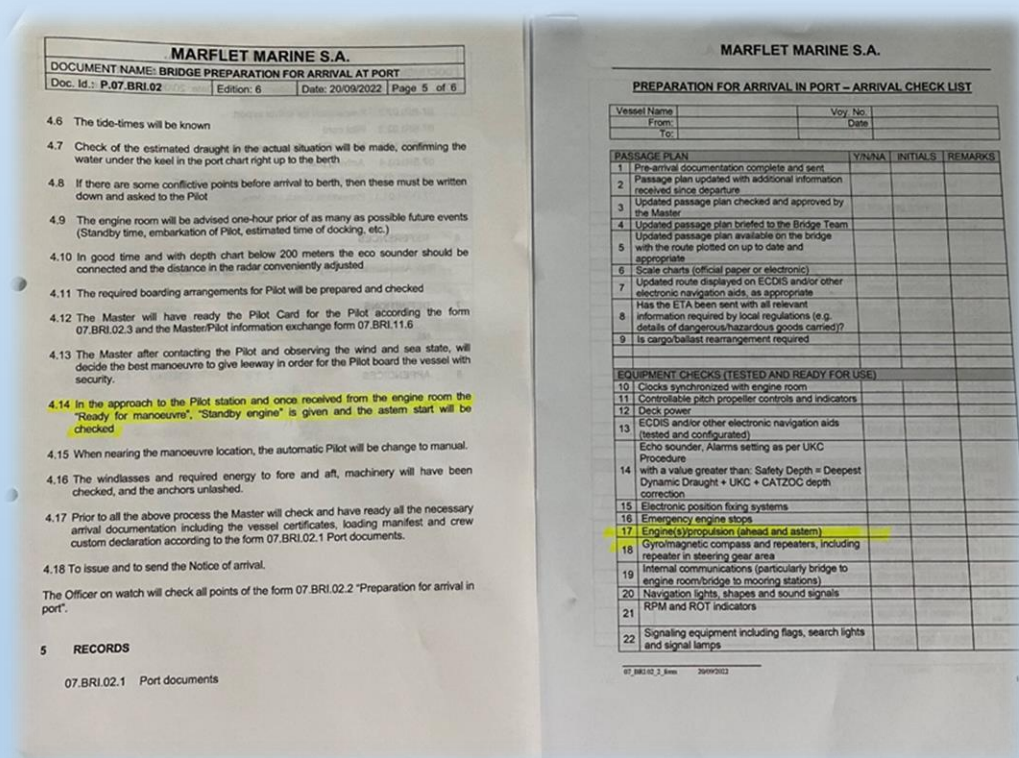 MARFLET MARINE S.A.
DOCUMENT NAME: BRIDGE PREPARATION FOR ARRIVAL AT PORT
Doc. Id.: P.07.BRI.02 Edition: 6 Date: 20/09/2022 Page 5 of 6
4.6 The tide-times will be known
4.7 Check of the estimated draught in the actual situation will be made, confirming the
water under the keel in the port chart right up to the berth
4.8 If there are some conflictive points before arrival to berth, then these must be written
down and asked to the Pilot
4.9 The engine room will be advised one-hour prior of as many as possible future events
(Standby time, embarkation of Pilot, estimated time of docking, etc.)
4.10 In good time and with depth chart below 200 meters the eco sounder should be
connected and the distance in the radar conveniently adjusted
4.11 The required boarding arrangements for Pilot will be prepared and checked
4.12 The Master will have ready the Pilot Card for the Pilot according the form
07.BRI.02.3 and the Master/Pilot information exchange form 07.BRI.11.6
4.13 The Master after contacting the Pilot and observing the wind and sea state, will
decide the best manoeuvre to give leeway in order for the Pilot board the vessel with
security.
4.14 In the approach to the Pilot station and once received from the engine room the
"Ready for manoeuvre", "Standby engine" is given and the astern start will be
checked
4.15 When nearing the manoeuvre location, the automatic Pilot will be change to manual.
4.16 The windlasses and required energy to fore and aft, machinery will have been
checked, and the anchors unlashed.
4.17 Prior to all the above process the Master will check and have ready all the necessary
arrival documentation including the vessel certificates, loading manifest and crew
custom declaration according to the form 07.BRI.02.1 Port documents.
4.18 To issue and to send the Notice of arrival.
The Officer on watch will check all points of the form 07.BRI.02.2 "Preparation for arrival in
port".
5 RECORDS
07.BRI.02.1 Port documents
MARFLET MARINE S.A.
PREPARATION FOR ARRIVAL IN PORT – ARRIVAL CHECK LIST
Vessel Name Voy. No.
From: Date
To:
PASSAGE PLAN Y/N/NA INITIALS REMARKS
1 Pre-arrival documentation complete and sent
2 Passage plan updated with additional information
received since departure
3 Updated passage plan checked and approved by
the Master
4 Updated passage plan briefed to the Bridge Team
5 Updated passage plan available on the bridge
with the route plotted on up to date and
appropriate
6 Scale charts (official paper or electronic)
7 Updated route displayed on ECDIS and/or other
electronic navigation aids, as appropriate
8 Has the ETA been sent with all relevant
information required by local regulations (e.g.
details of dangerous/hazardous goods carried)?
9 Is cargo/ballast rearrangement required
EQUIPMENT CHECKS (TESTED AND READY FOR USE)
10 Clocks synchronized with engine room
11 Controllable pitch propeller controls and indicators
12 Deck power
13 ECDIS and/or other electronic navigation aids
(tested and configurated)
14 Echo sounder, Alarms setting as per UKC
Procedure
with a value greater than: Safety Depth = Deepest
Dynamic Draught + UKC + CATZOC depth
correction
15 Electronic position fixing systems
16 Emergency engine stops
17 Engine(s)/propulsion (ahead and astern)
18 Gyro/magnetic compass and repeaters, including
repeater in steering gear area
19 Internal communications (particularly bridge to
engine room/bridge to mooring stations)
20 Navigation lights, shapes and sound signals
21 RPM and ROT indicators
22 Signaling equipment including flags, search lights
and signal lamps